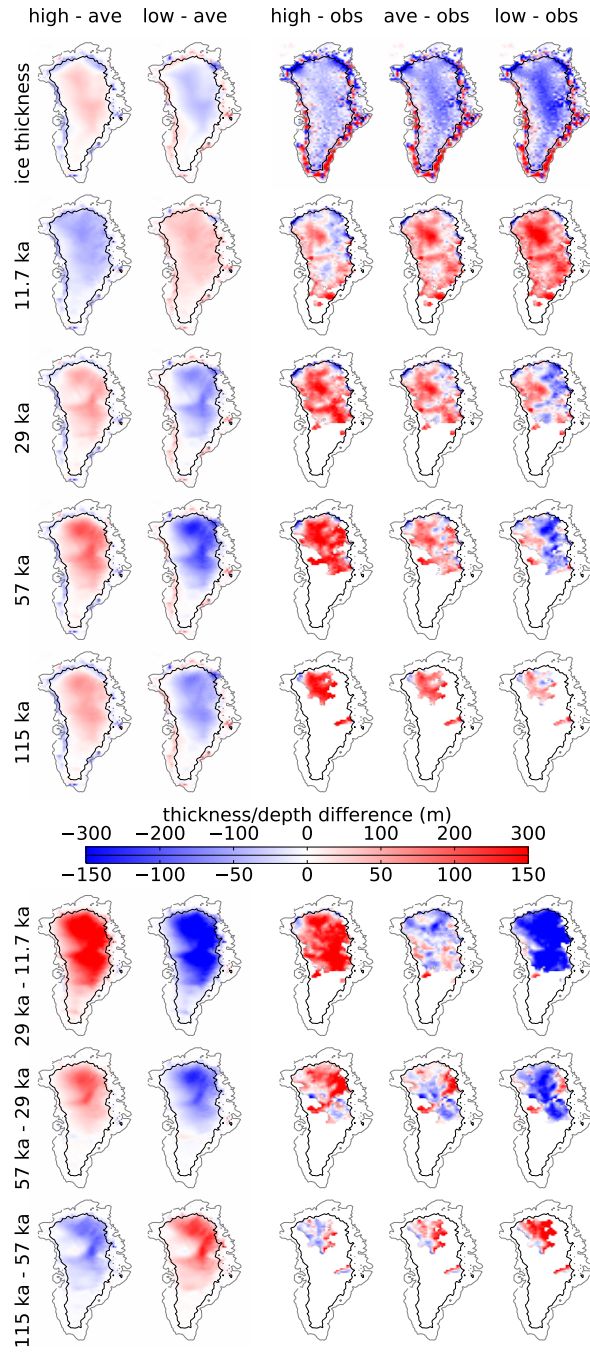 high - ave low - ave high - obs ave - obs low - obs
ice thickness
11.7 ka
29 ka
57 ka
115 ka
thickness/depth difference (m)
−300 −200 −100 0 100 200 300
−150 −100 −50 0 50 100 150
29 ka - 11.7 ka
57 ka - 29 ka
115 ka - 57 ka